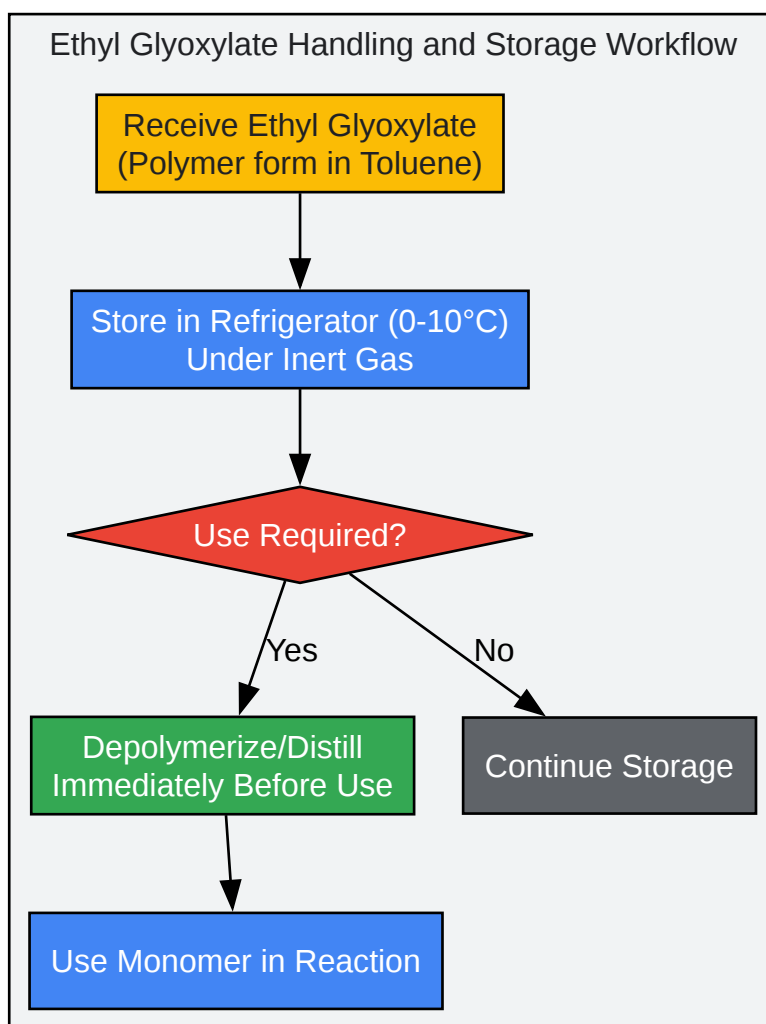 Ethyl Glyoxylate Handling and Storage Workflow
Receive Ethyl Glyoxylate
(Polymer form in Toluene)
Store in Refrigerator (0-10°C)
Under Inert Gas
Use Required?
Yes
No
Depolymerize/Distill
Immediately Before Use
Continue Storage
Use Monomer in Reaction